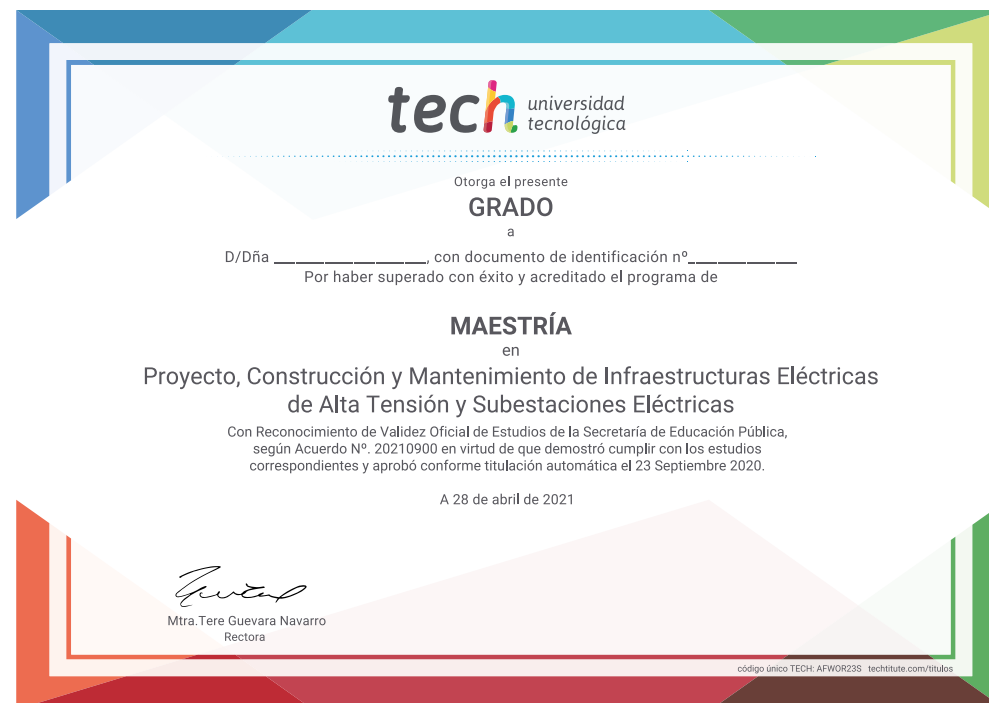 tech universidad
tecnológica
Otorga el presente
GRADO
a
D/Dña ____________________, con documento de identificación nº______________
Por haber superado con éxito y acreditado el programa de
MAESTRÍA
en
Proyecto, Construcción y Mantenimiento de Infraestructuras Eléctricas
de Alta Tensión y Subestaciones Eléctricas
Con Reconocimiento de Validez Oficial de Estudios de la Secretaría de Educación Pública,
según Acuerdo Nº. 20210900 en virtud de que demostró cumplir con los estudios
correspondientes y aprobó conforme titulación automática el 23 Septiembre 2020.
A 28 de abril de 2021
Mtra.Tere Guevara Navarro
Rectora
código único TECH: AFWOR23S techtitute.com/titulos